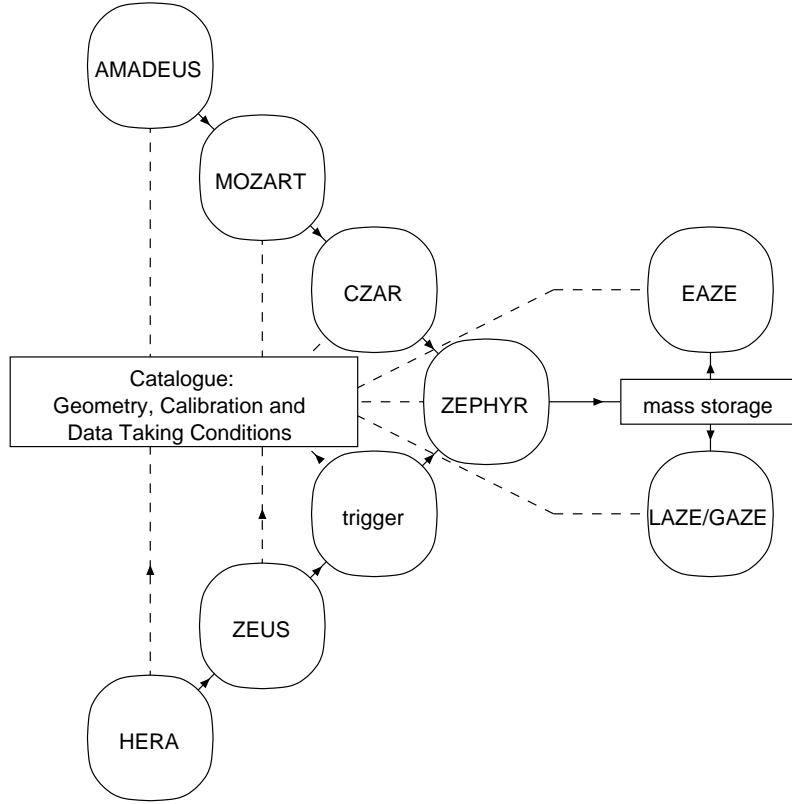 AMADEUS
MOZART
CZAR
EAZE
Catalogue:
Geometry, Calibration and
Data Taking Conditions
ZEPHYR
mass storage
trigger
LAZE/GAZE
ZEUS
HERA